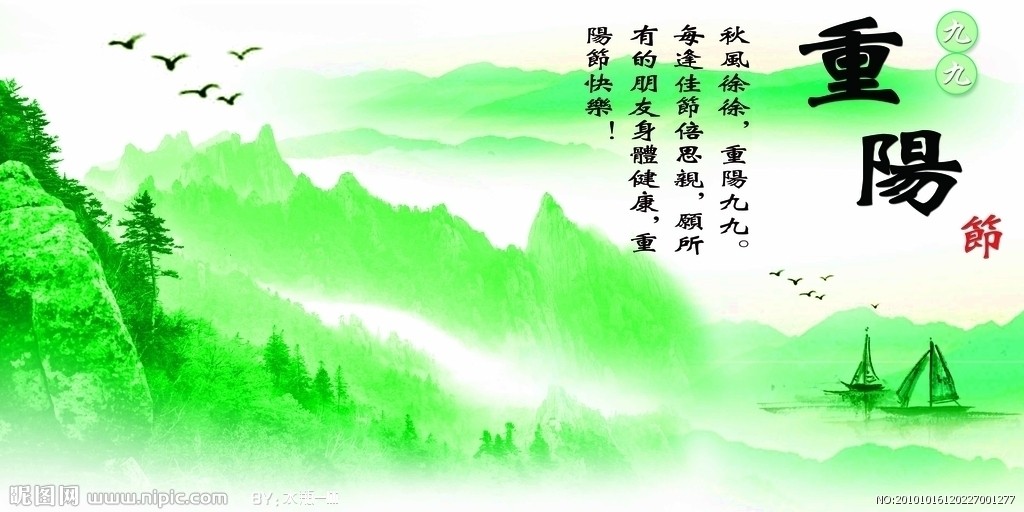 九九
重陽節
秋風徐徐，重陽九九。
每逢佳節倍思親，願所
有的朋友身體健康，重
陽節快樂！
昵图网 www.nipic.com
BY:
NO:20101016120227001277